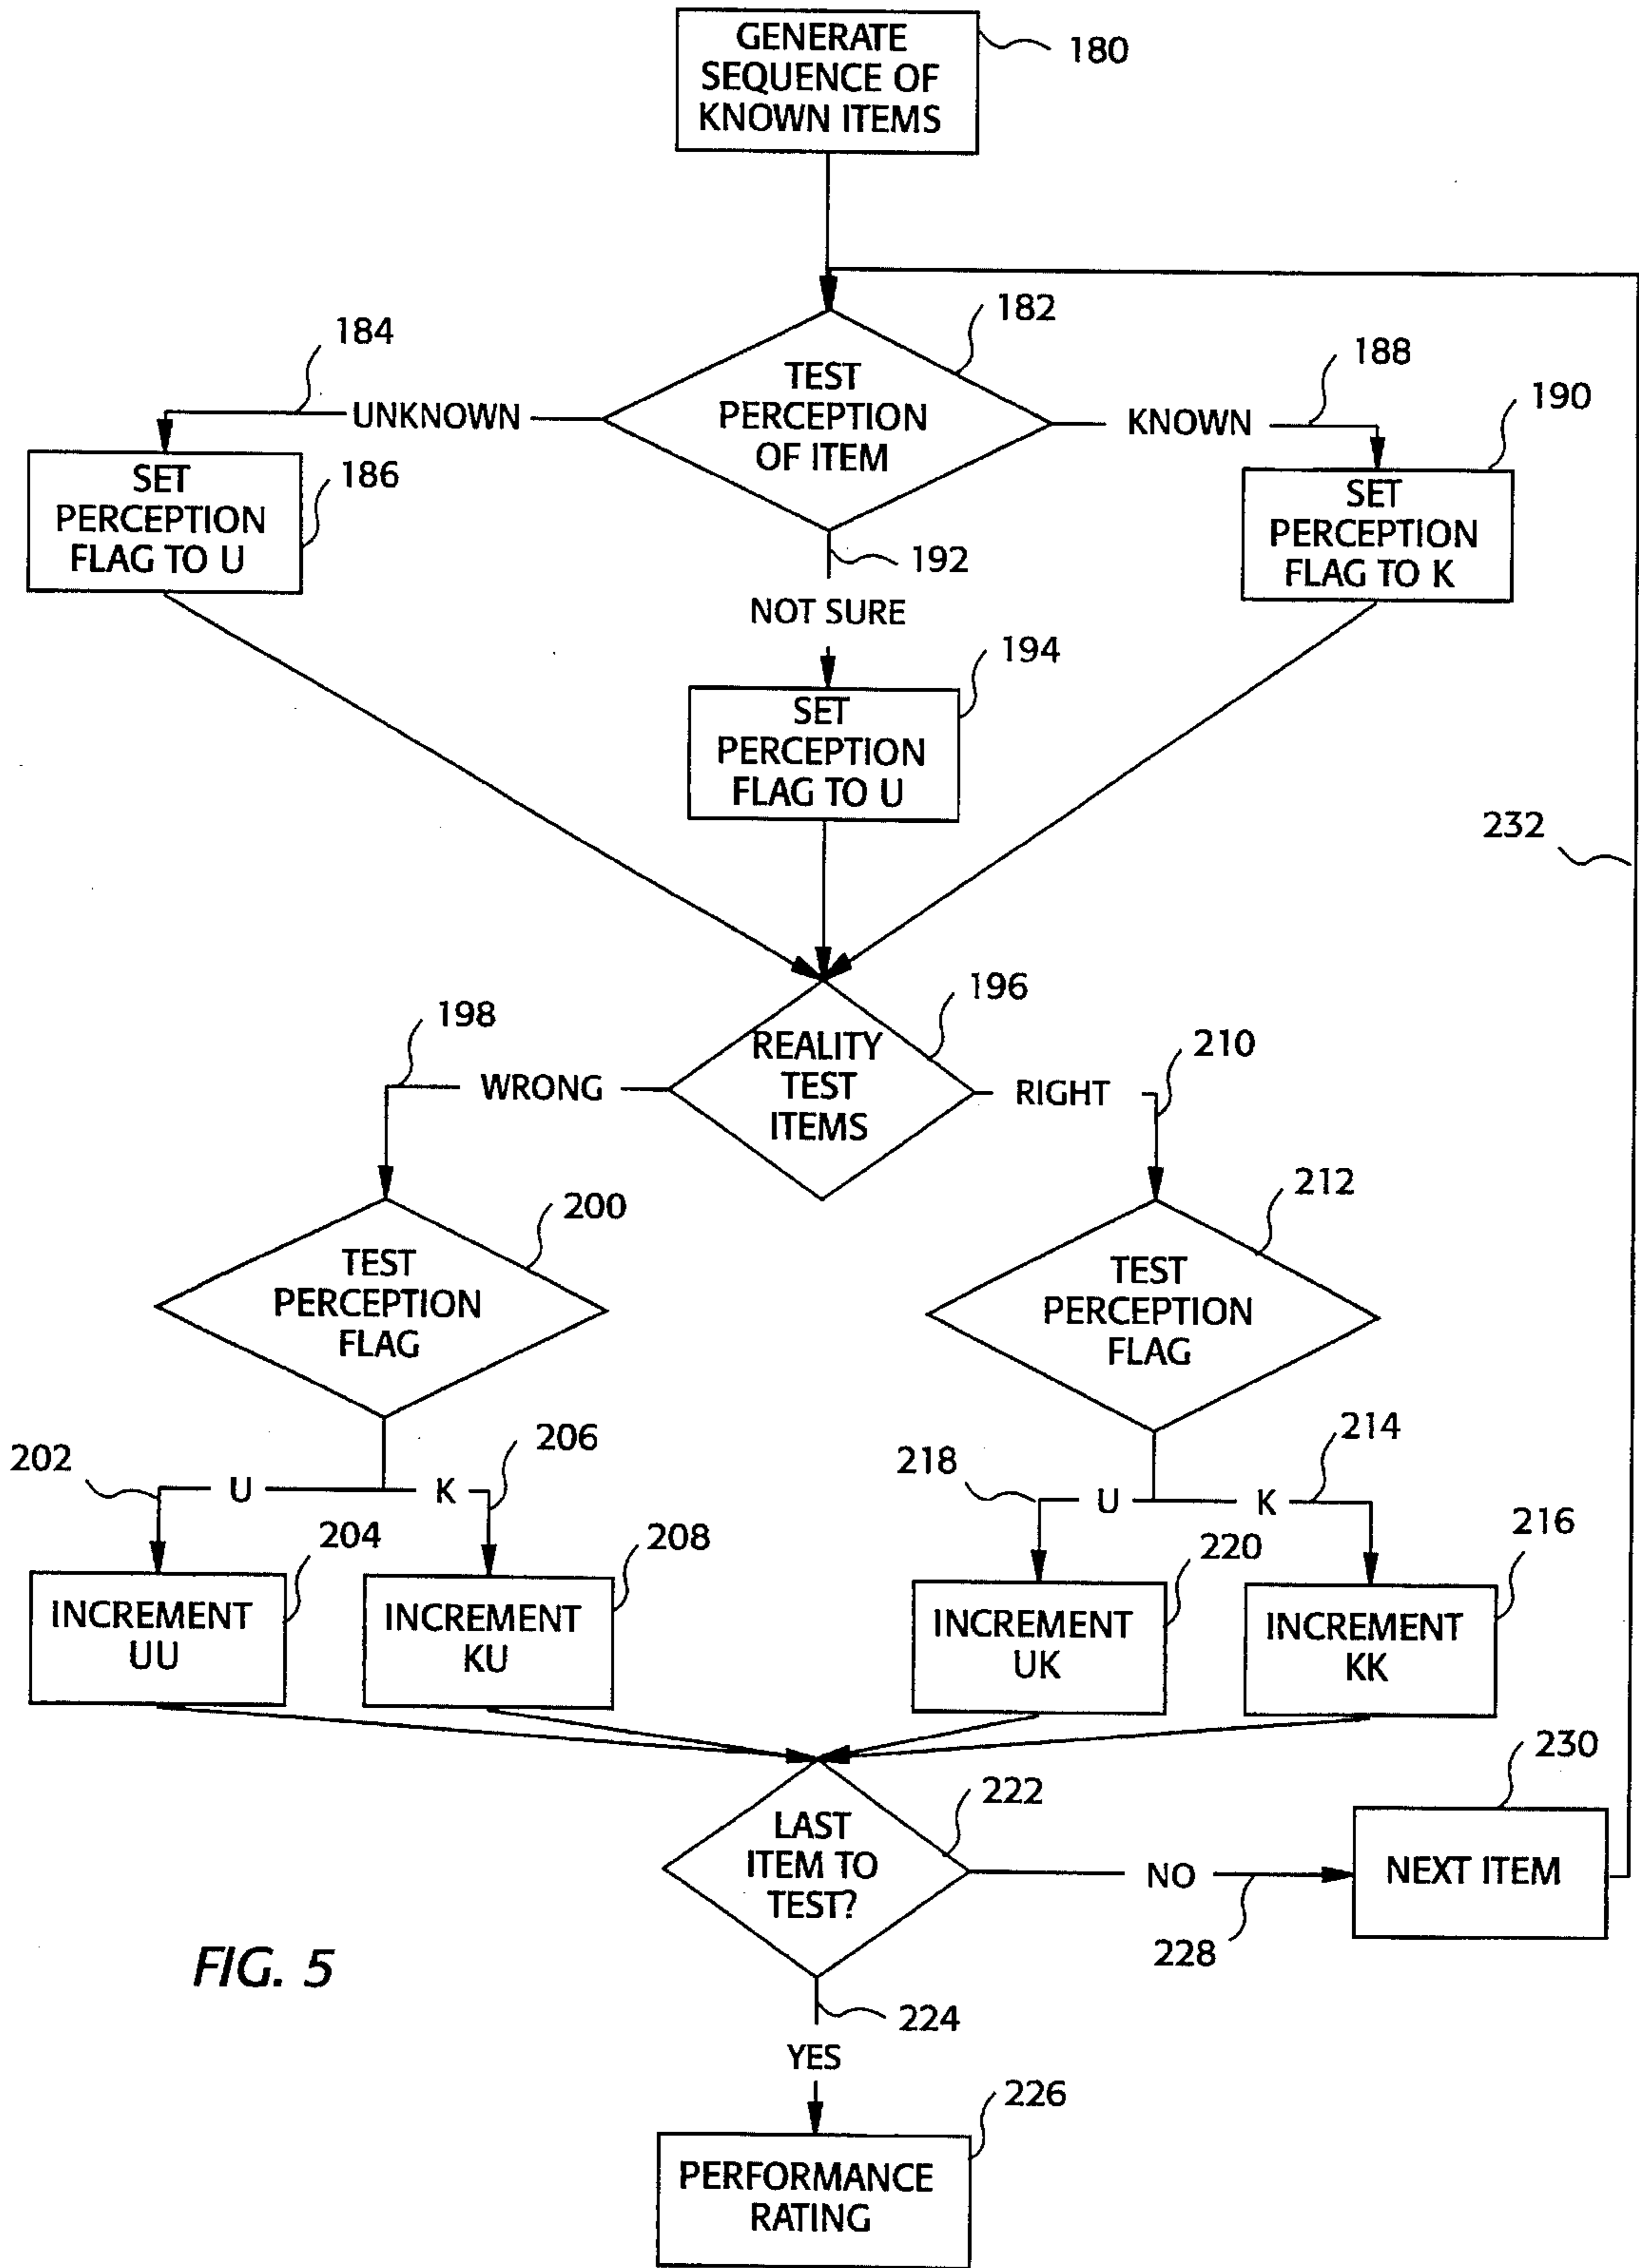 GENERATE
SEQUENCE OF
KNOWN ITEMS
180
182
TEST
PERCEPTION
OF ITEM
184
UNKNOWN
188
KNOWN
190
SET
PERCEPTION
FLAG TO U
186
SET
PERCEPTION
FLAG TO K
192
NOT SURE
194
SET
PERCEPTION
FLAG TO U
232
196
REALITY
TEST
ITEMS
198
WRONG
210
RIGHT
200
TEST
PERCEPTION
FLAG
212
TEST
PERCEPTION
FLAG
202
U
K
206
218
U
K
214
204
INCREMENT
UU
208
INCREMENT
KU
220
INCREMENT
UK
216
INCREMENT
KK
222
LAST
ITEM TO
TEST?
NO
228
230
NEXT ITEM
FIG. 5
224
YES
226
PERFORMANCE
RATING